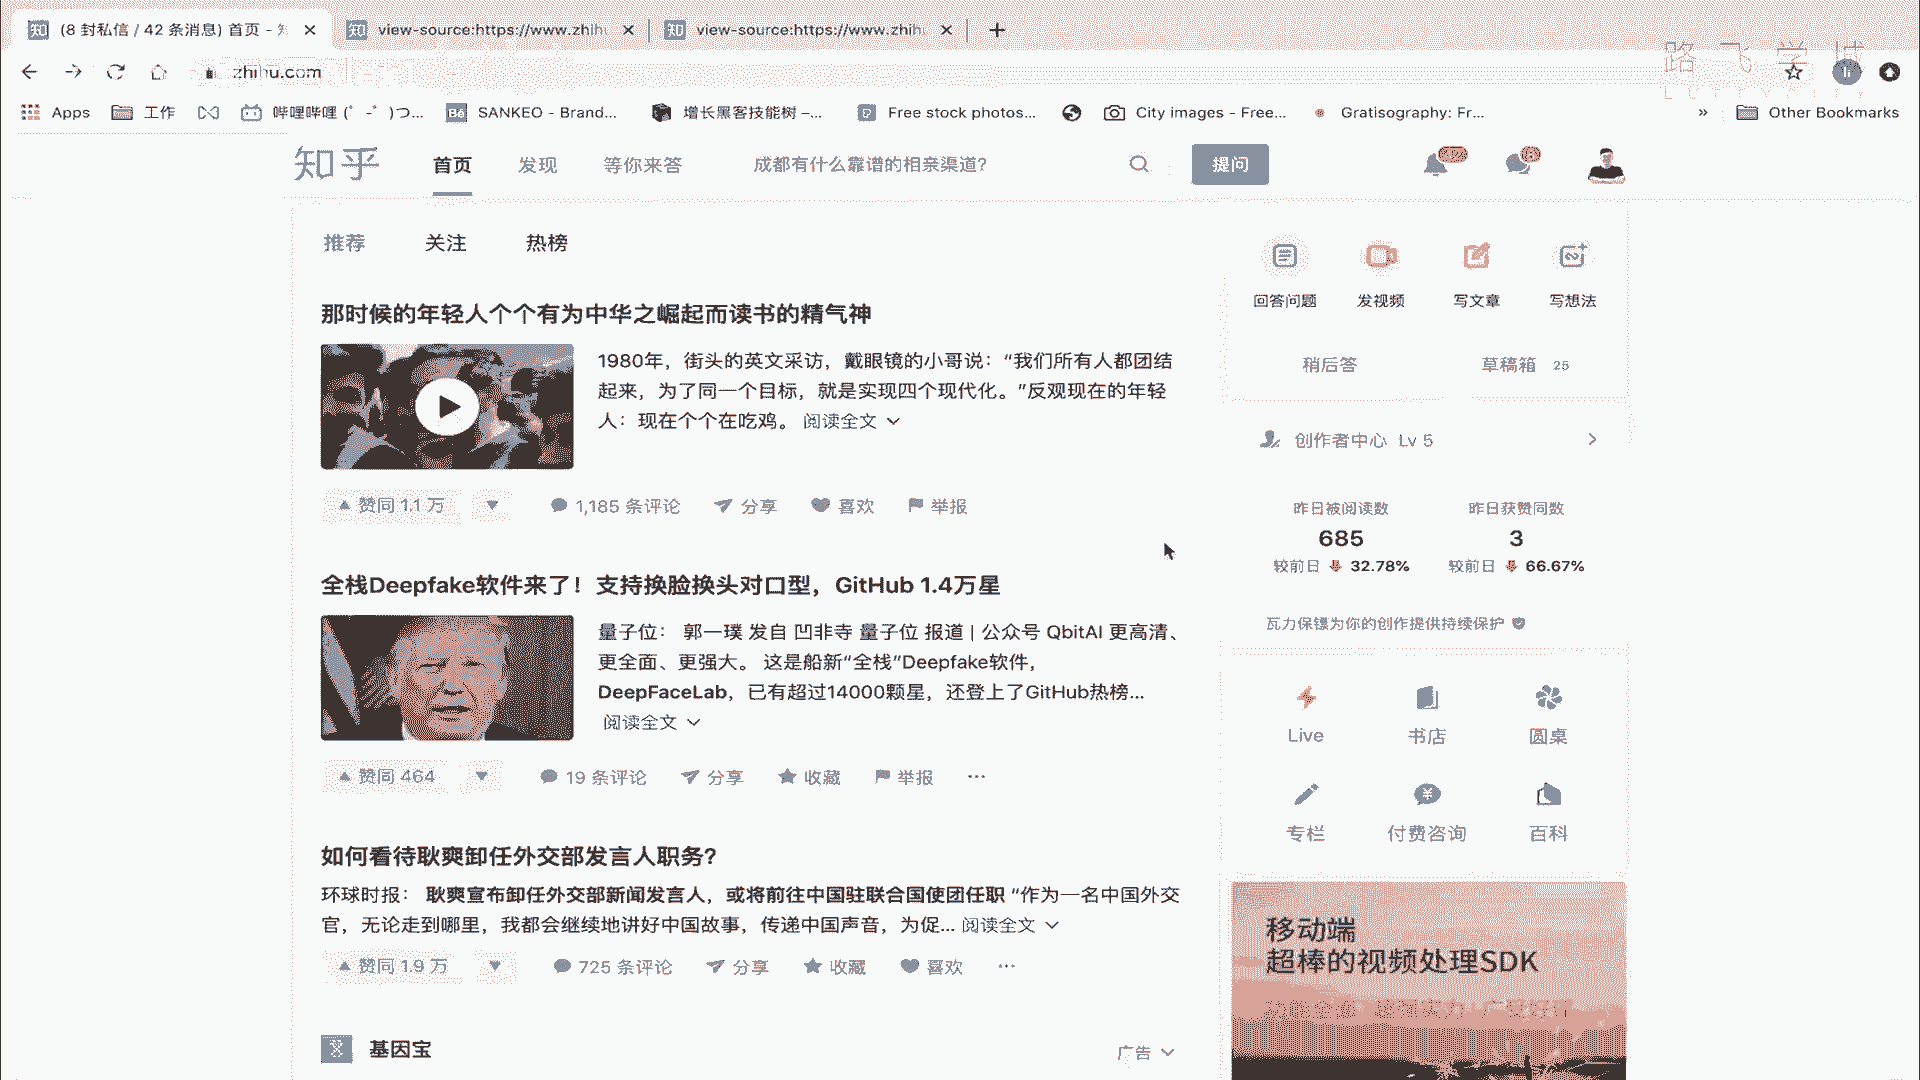 (8 封私信 / 42 条消息) 首页 - 知
view-source:https://www.zhihu
view-source:https://www.zhih
zhihu.com
路飞学城
Apps
工作
哔哩哔哩 (゜-゜)つ...
SANKEO - Brand...
增长黑客技能树 –...
Free stock photos...
City images - Free...
Gratisography: Fr...
»
Other Bookmarks
知乎
首页
发现
等你来答
成都有什么靠谱的相亲渠道?
提问
推荐
关注
热榜
那时候的年轻人个个有为中华之崛起而读书的精气神
1980年，街头的英文采访，戴眼镜的小哥说：“我们所有人都团结
起来，为了同一个目标，就是实现四个现代化。”反观现在的年轻
人：现在个个在吃鸡。 阅读全文
赞同 1.1 万
1,185 条评论
分享
喜欢
举报
全栈Deepfake软件来了！支持换脸换头对口型，GitHub 1.4万星
量子位： 郭一璞 发自 凹非寺 量子位 报道 | 公众号 QbitAI 更高清、
更全面、更强大。 这是船新“全栈”Deepfake软件，
DeepFaceLab，已有超过14000颗星，还登上了GitHub热榜...
阅读全文
赞同 464
19 条评论
分享
收藏
举报
···
如何看待耿爽卸任外交部发言人职务?
环球时报： 耿爽宣布卸任外交部新闻发言人，或将前往中国驻联合国使团任职 “作为一名中国外交
官，无论走到哪里，我都会继续地讲好中国故事，传递中国声音，为促... 阅读全文
赞同 1.9 万
725 条评论
分享
收藏
喜欢
···
基因宝
广告
回答问题
发视频
写文章
写想法
稍后答
草稿箱 25
创作者中心 Lv 5
昨日被阅读数
685
较前日 32.78%
昨日获赞同数
3
较前日 66.67%
瓦力保镖为你的创作提供持续保护
Live
书店
圆桌
专栏
付费咨询
百科
移动端
超棒的视频处理SDK